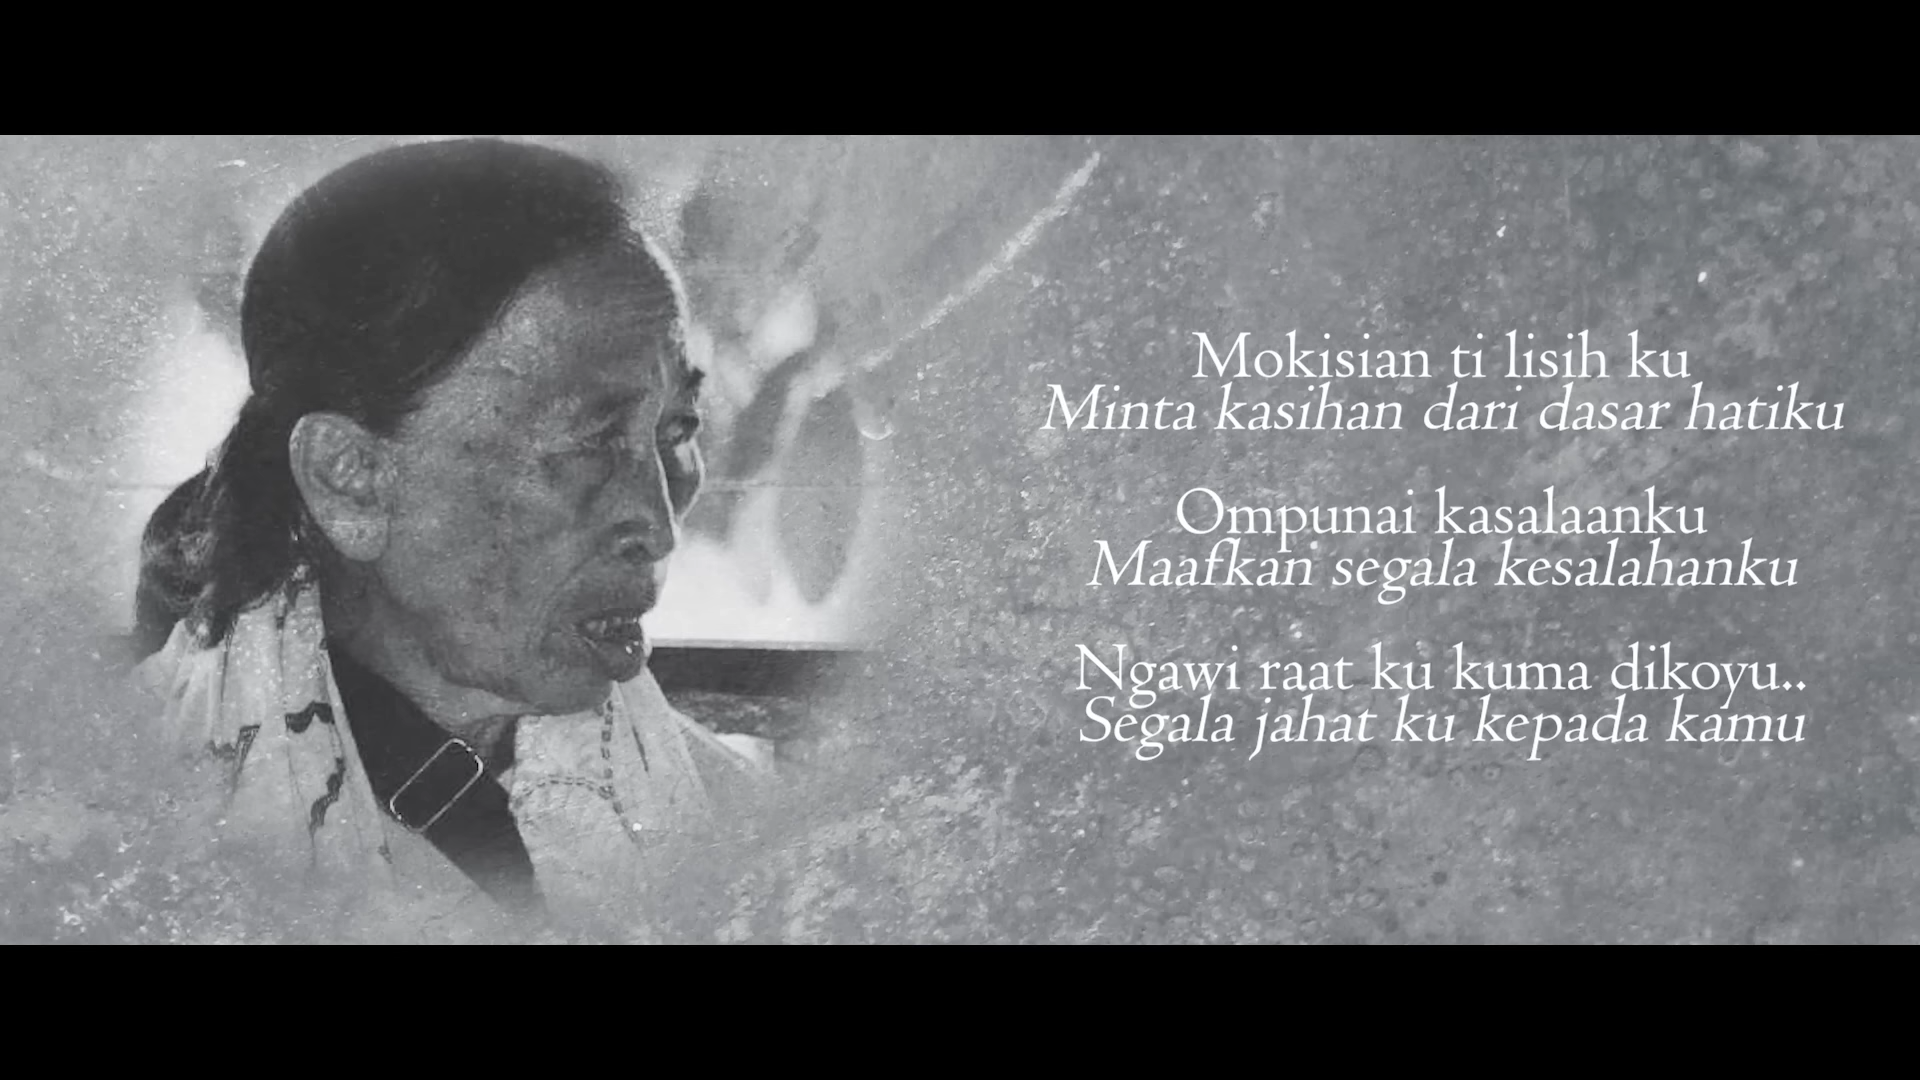 Mokisian ti lisih ku
Minta kasihan dari dasar hatiku
Ompunai kasalaanku
Maafkan segala kesalahanku
Ngawi raat ku kuma dikoyu..
Segala jahat ku kepada kamu